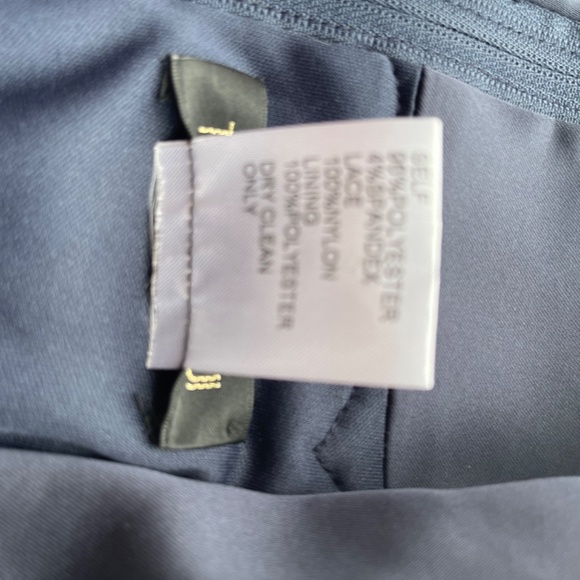 SELF
96%POLYESTER
4%SPANDEX
LACE
100%NYLON
LINING
100%POLYESTER
DRY CLEAN
ONLY